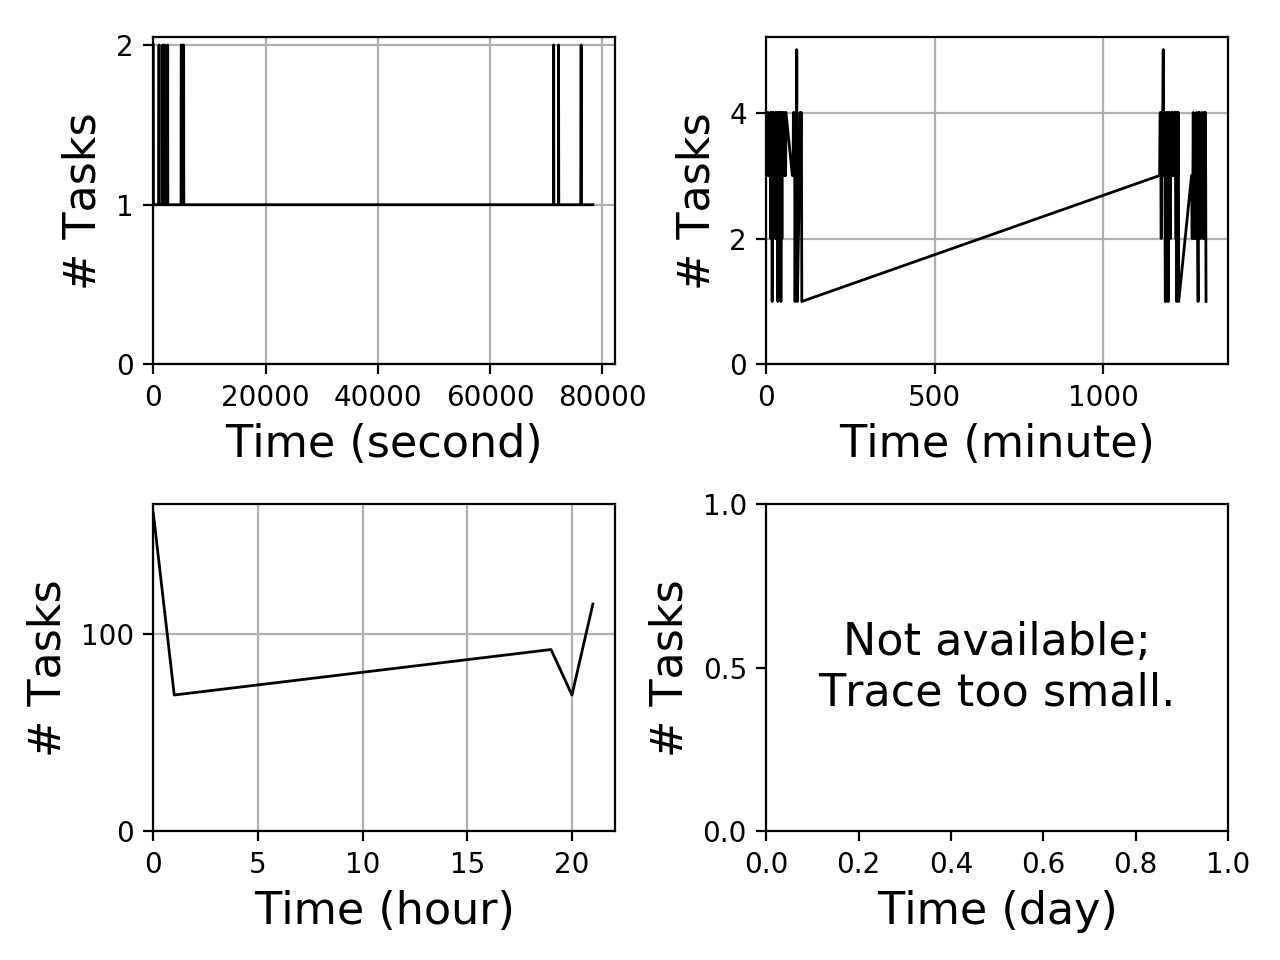 # Tasks
2
1
0
0 20000 40000 60000 80000
Time (second)
# Tasks
4
2
0
0 500 1000
Time (minute)
# Tasks
100
0
0 5 10 15 20
Time (hour)
# Tasks
1.0
0.5
0.0
Not available;
Trace too small.
0.0 0.2 0.4 0.6 0.8 1.0
Time (day)